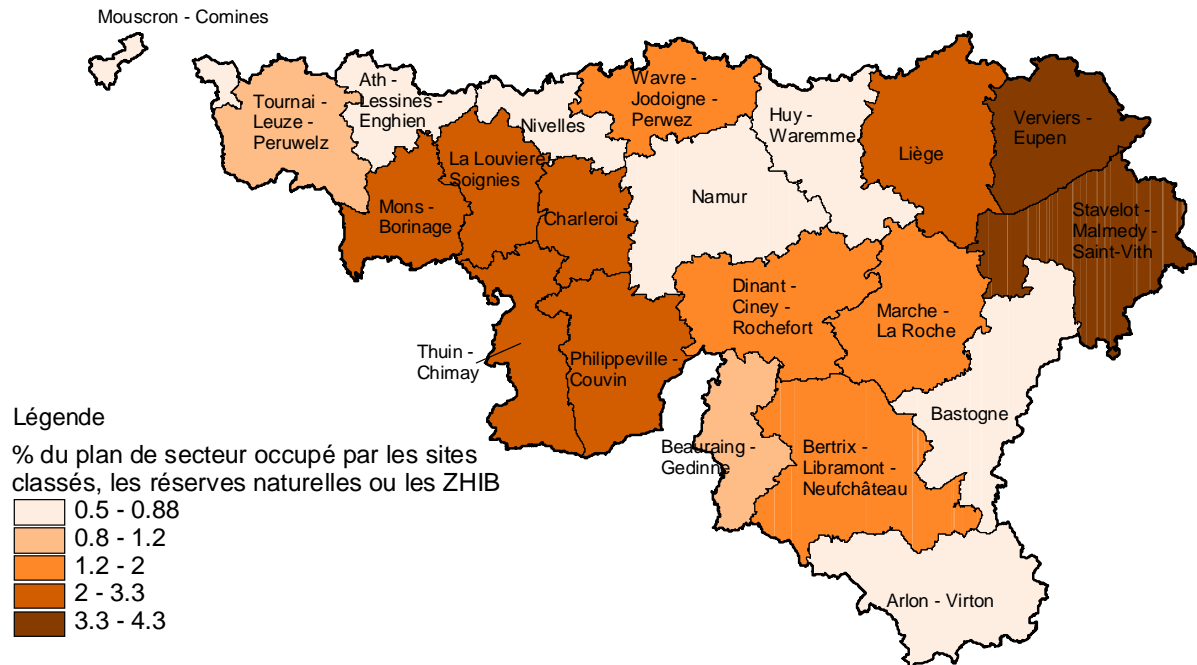 Mouscron - Comines
Tournai -
Leuze -
Peruwelz
Ath -
Lessines -
Enghien
Nivelles
Wavre -
Jodoigne -
Perwez
Huy -
Waremme
Liège
Verviers -
Eupen
La Louviere
Soignies
Mons -
Borinage
Charleroi
Namur
Stavelot -
Malmedy -
Saint-Vith
Dinant -
Ciney -
Rochefort
Marche -
La Roche
Thuin -
Chimay
Philippeville -
Couvin
Bastogne
Beauraing -
Gedinne
Bertrix -
Libramont -
Neufchâteau
Arlon - Virton
Légende
% du plan de secteur occupé par les sites
classés, les réserves naturelles ou les ZHIB
0.5 - 0.88
0.8 - 1.2
1.2 - 2
2 - 3.3
3.3 - 4.3